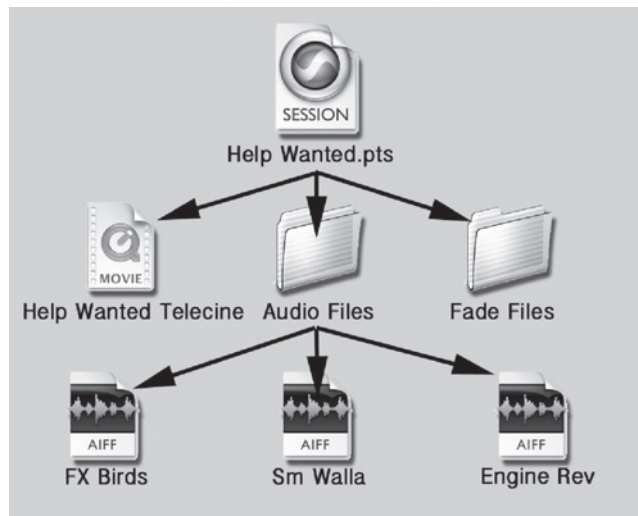 SESSION
Help Wanted.pts
MOVIE
Help Wanted Telecine
Audio Files
Fade Files
AIFF
AIFF
AIFF
FX Birds
Sm Walla
Engine Rev